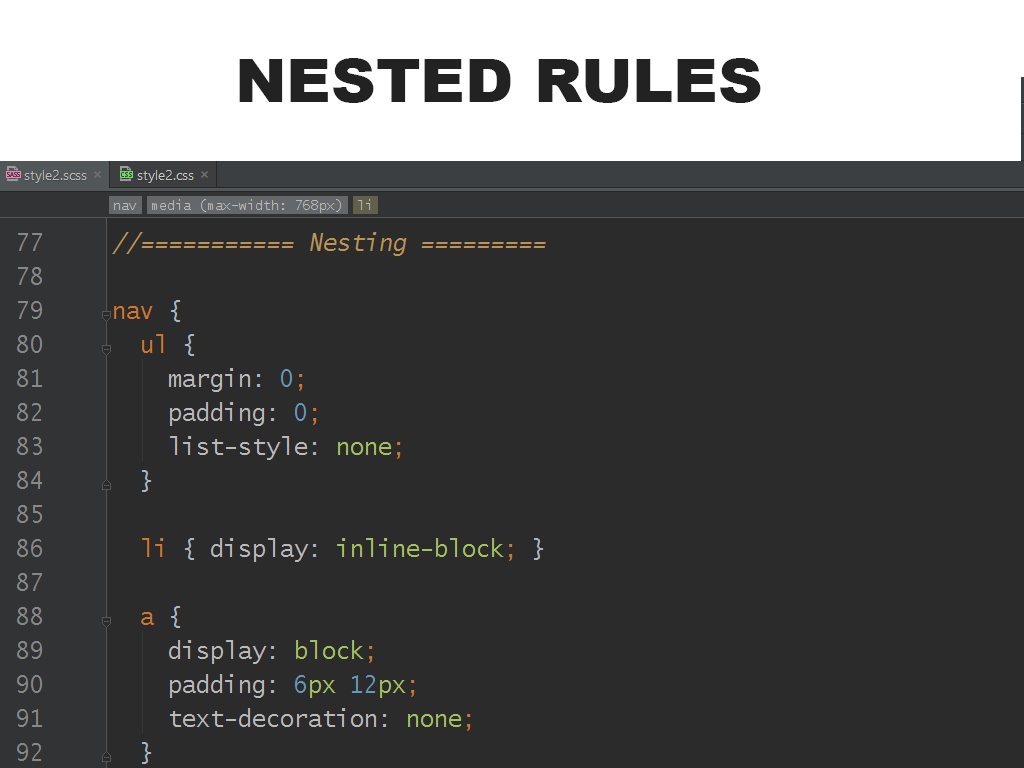 NESTED RULES
style2.scss × style2.css ×
nav media (max-width: 768px) li
77 //=========== Nesting =========
78
79 nav {
80 ul {
81 margin: 0;
82 padding: 0;
83 list-style: none;
84 }
85
86 li { display: inline-block; }
87
88 a {
89 display: block;
90 padding: 6px 12px;
91 text-decoration: none;
92 }